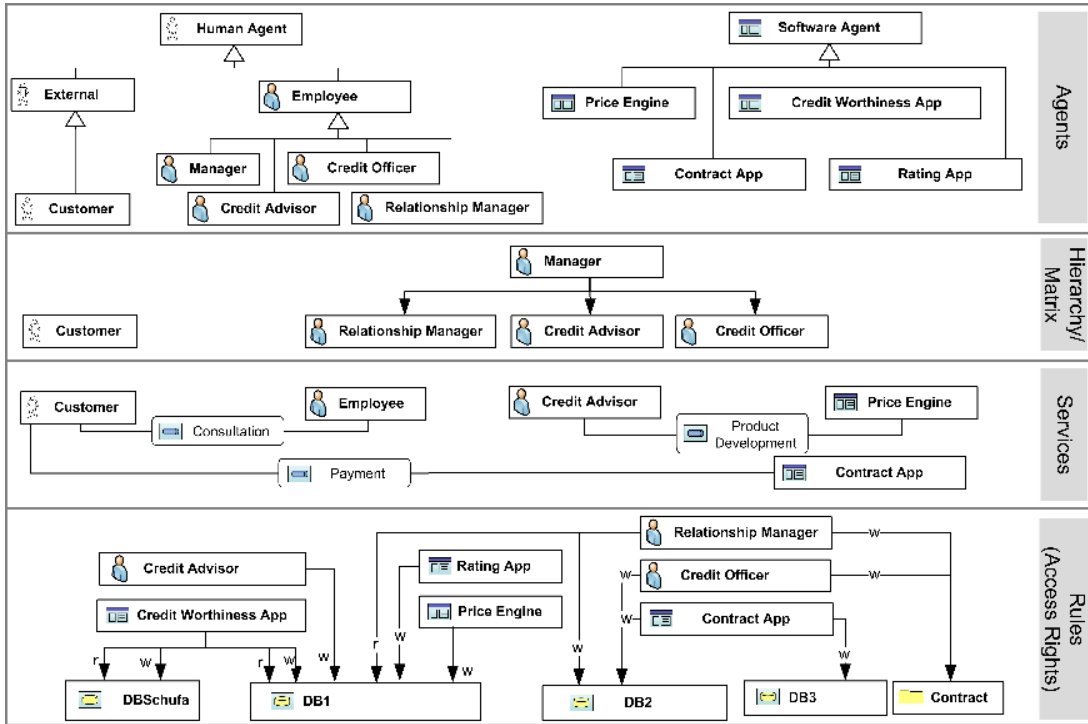 Human Agent
Software Agent
External
Employee
Price Engine
Credit Worthiness App
Manager
Credit Officer
Contract App
Rating App
Customer
Credit Advisor
Relationship Manager
Agents
Manager
Customer
Relationship Manager
Credit Advisor
Credit Officer
Hierarchy/
Matrix
Customer
Employee
Credit Advisor
Price Engine
Consultation
Product
Development
Payment
Contract App
Services
Relationship Manager
w
Credit Advisor
Rating App
w
Credit Officer
w
Credit Worthiness App
Price Engine
w
Contract App
w
r
w
r
w
w
r
w
w
w
w
DBSchufa
DB1
DB2
DB3
Contract
Rules
(Access Rights)